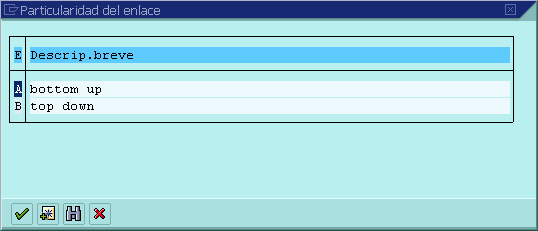 Particularidad del enlace
E Descrip.breve
A bottom up
B top down